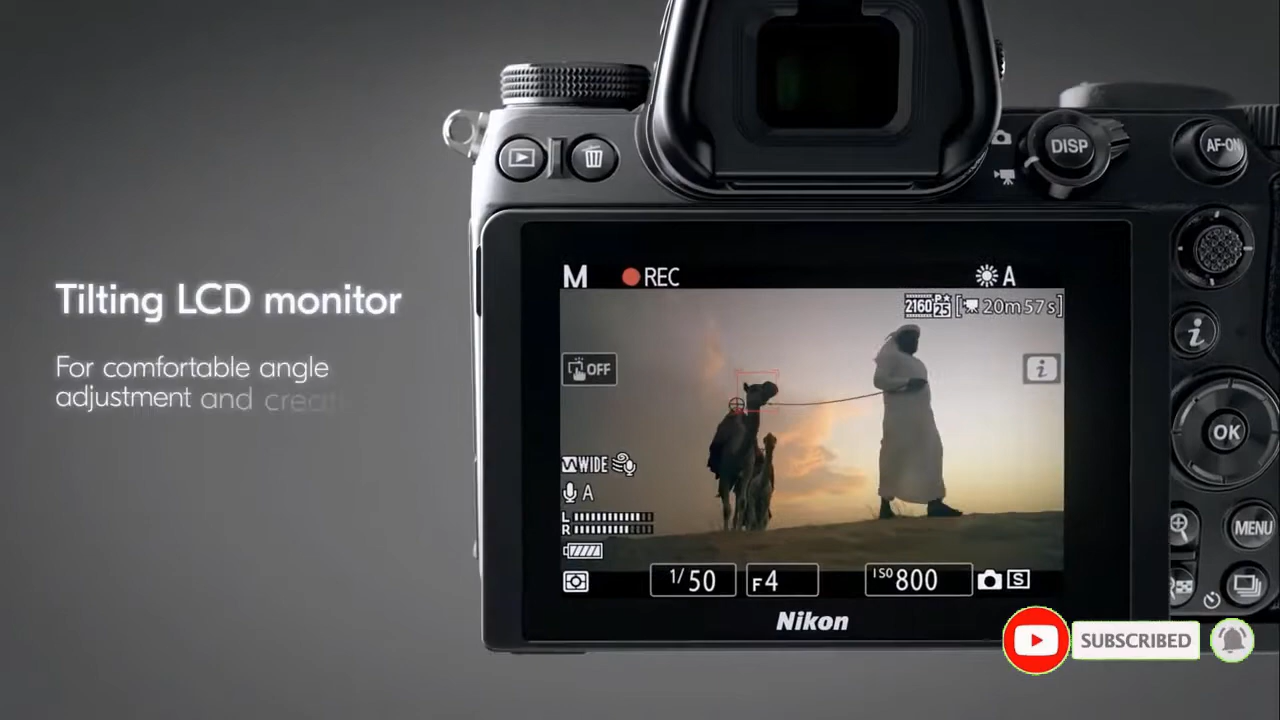 DISP
AF-ON
M REC A
2160 25 [20m57s]
Tilting LCD monitor
OFF
i
i
For comfortable angle
adjustment and creat
OK
WIDE
A
L
R
MENU
1/50 F4 ISO 800 S
Nikon
SUBSCRIBED